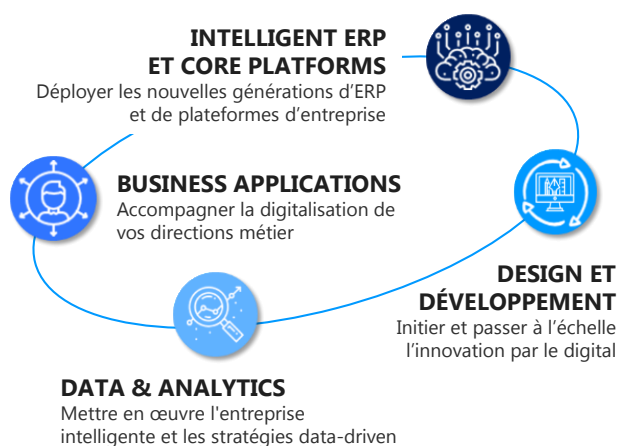 INTELLIGENT ERP
ET CORE PLATFORMS
Déployer les nouvelles générations d’ERP
et de plateformes d’entreprise
BUSINESS APPLICATIONS
Accompagner la digitalisation de
vos directions métier
DESIGN ET
DÉVELOPPEMENT
Initier et passer à l’échelle
l’innovation par le digital
DATA & ANALYTICS
Mettre en œuvre l'entreprise
intelligente et les stratégies data-driven